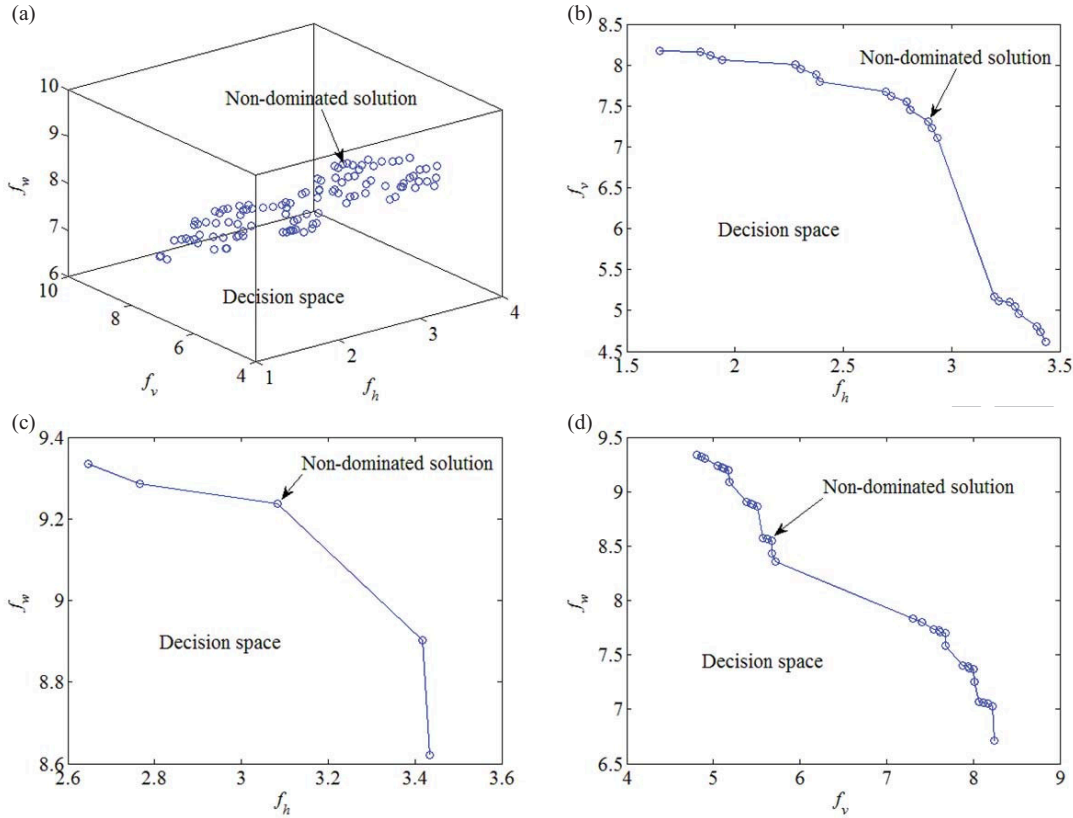 (a)
10
9
8
7
6
f_w
10
8
6
4
f_v
1
2
3
4
f_h
Non-dominated solution
Decision space
(b)
8.5
8
7.5
7
6.5
6
5.5
5
4.5
f_v
1.5
2
2.5
3
3.5
f_h
Non-dominated solution
Decision space
(c)
9.4
9.2
9
8.8
8.6
f_w
2.6
2.8
3
3.2
3.4
3.6
f_h
Non-dominated solution
Decision space
(d)
9.5
9
8.5
8
7.5
7
6.5
f_w
4
5
6
7
8
9
f_v
Non-dominated solution
Decision space